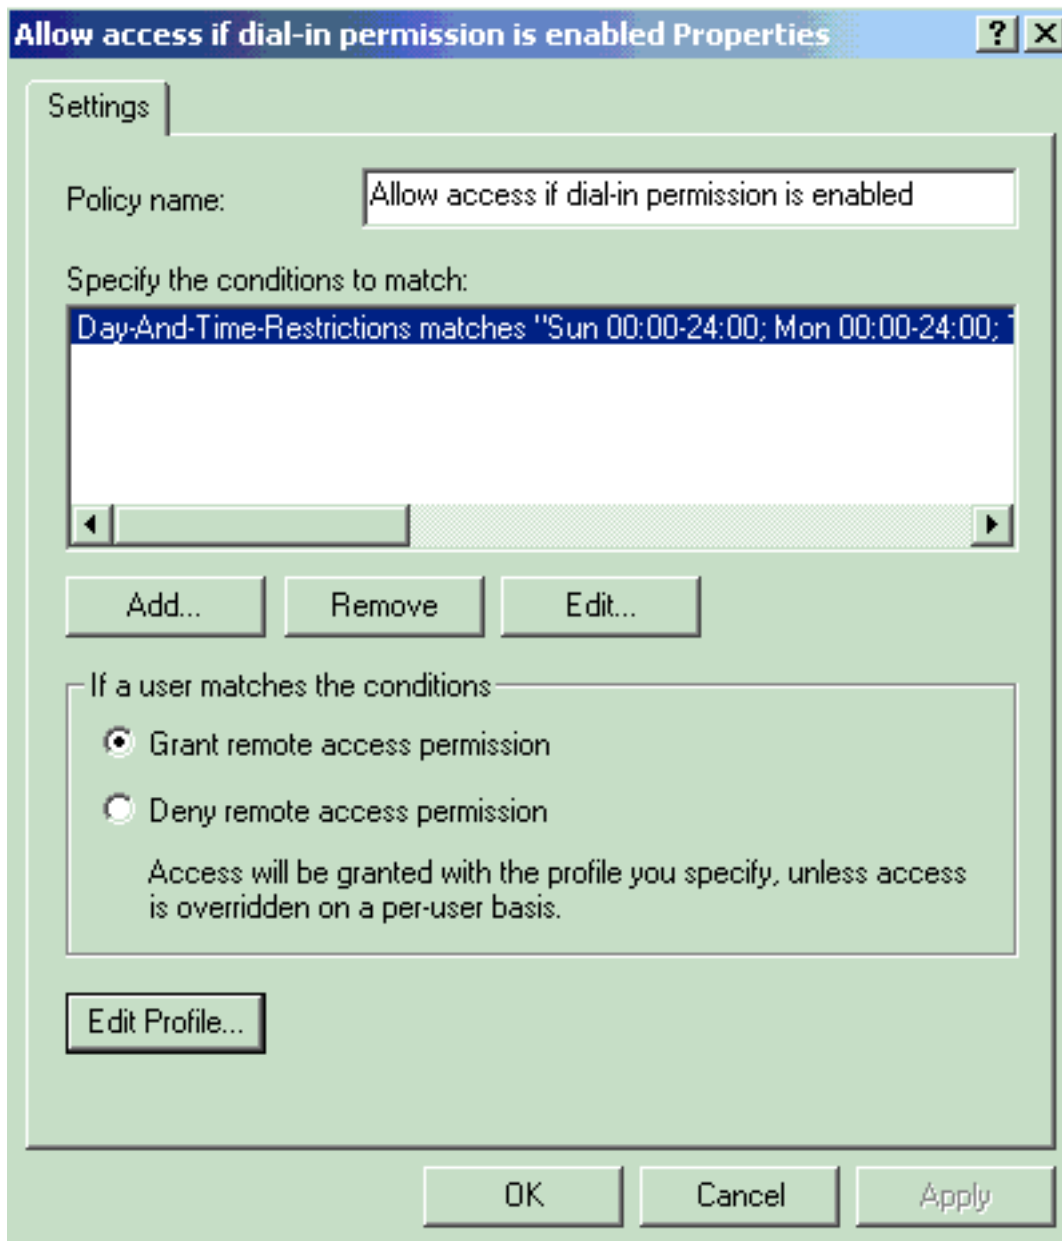 Allow access if dial-in permission is enabled Properties
Settings
Policy name:
Allow access if dial-in permission is enabled
Specify the conditions to match:
Day-And-Time-Restrictions matches "Sun 00:00-24:00; Mon 00:00-24:00;
Add...
Remove
Edit...
If a user matches the conditions
Grant remote access permission
Deny remote access permission
Access will be granted with the profile you specify, unless access
is overridden on a per-user basis.
Edit Profile...
OK
Cancel
Apply